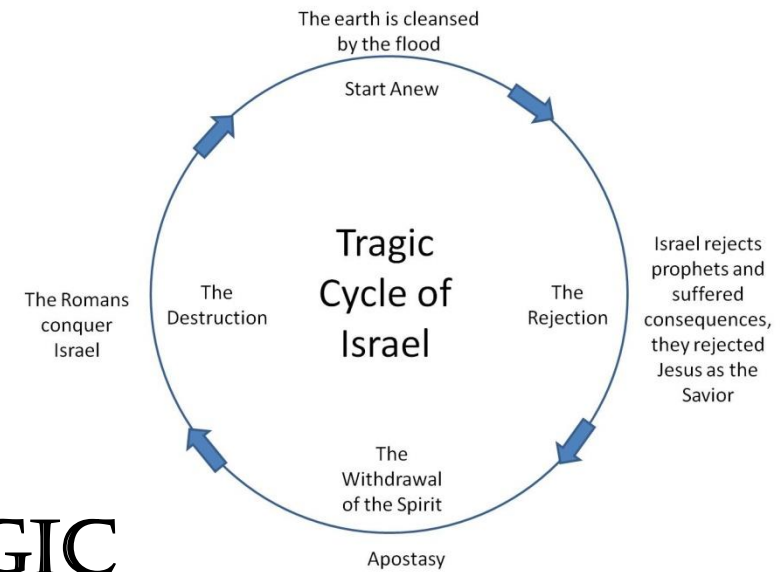 The earth is cleansed
by the flood
Start Anew
Tragic
Cycle of
Israel
The
Rejection
Israel rejects
prophets and
suffered
consequences,
they rejected
Jesus as the
Savior
The
Withdrawal
of the Spirit
Apostasy
The
Destruction
The Romans
conquer
Israel
GIC